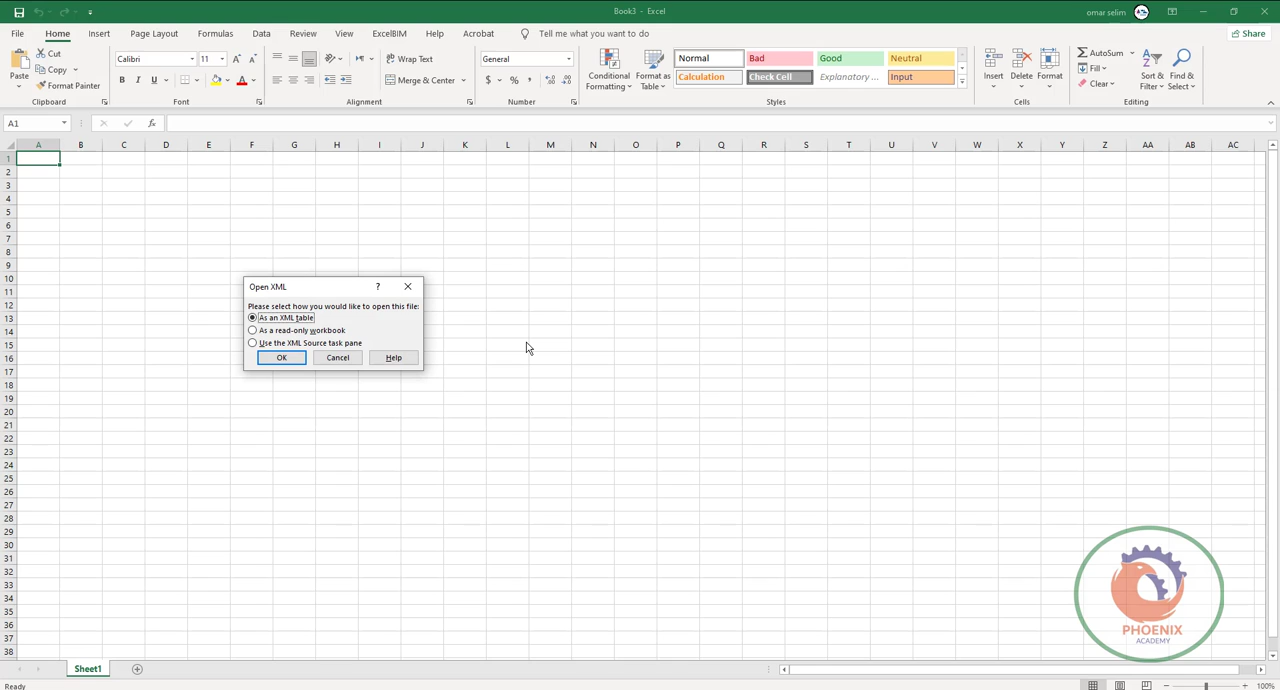 Book3 - Excel
omar selim
File Home Insert Page Layout Formulas Data Review View ExcelBIM Help Acrobat Tell me what you want to do Share
Paste
Cut
Copy
Format Painter
Clipboard
Calibri 11
B I U
Font
Wrap Text
Merge & Center
Alignment
General
$ % ,
Number
Conditional Formatting
Format as Table
Normal Bad Good Neutral
Calculation Check Cell Explanatory ... Input
Styles
Insert Delete Format
Cells
AutoSum
Fill
Clear
Sort & Filter
Find & Select
Editing
A1
fx
A B C D E F G H I J K L M N O P Q R S T U V W X Y Z AA AB AC
1
2
3
4
5
6
7
8
9
10
11
12
13
14
15
16
17
18
19
20
21
22
23
24
25
26
27
28
29
30
31
32
33
34
35
36
37
38
Open XML ?
Please select how you would like to open this file:
As an XML table
As a read-only workbook
Use the XML Source task pane
OK Cancel Help
PHOENIX
ACADEMY
Sheet1
Ready
100%